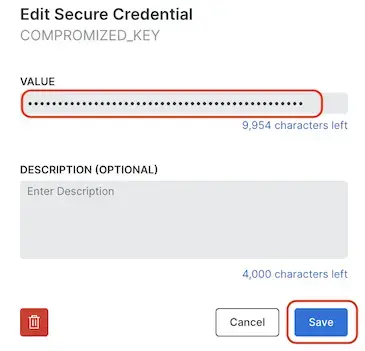 Edit Secure Credential
COMPROMIZED_KEY
VALUE
••••••••••••••••••••••••••••••••••••••••••••••
9,954 characters left
DESCRIPTION (OPTIONAL)
Enter Description
4,000 characters left
Cancel
Save